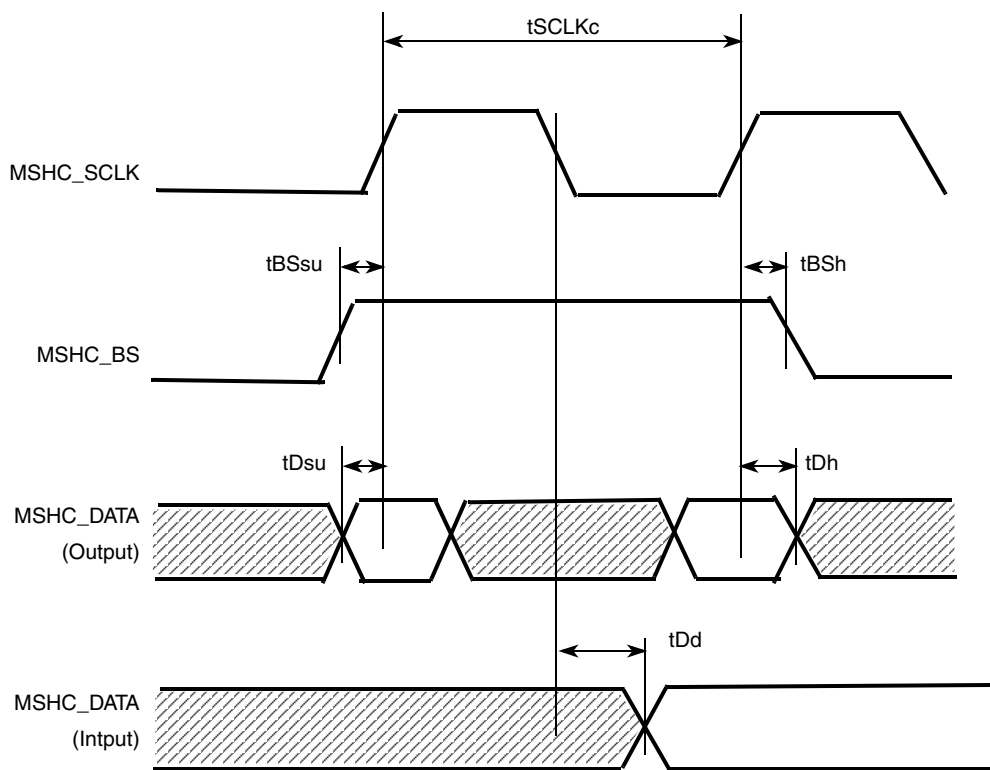 tSCLKc
MSHC_SCLK
tBSsu
tBSh
MSHC_BS
tDsu
tDh
MSHC_DATA
(Output)
tDd
MSHC_DATA
(Intput)